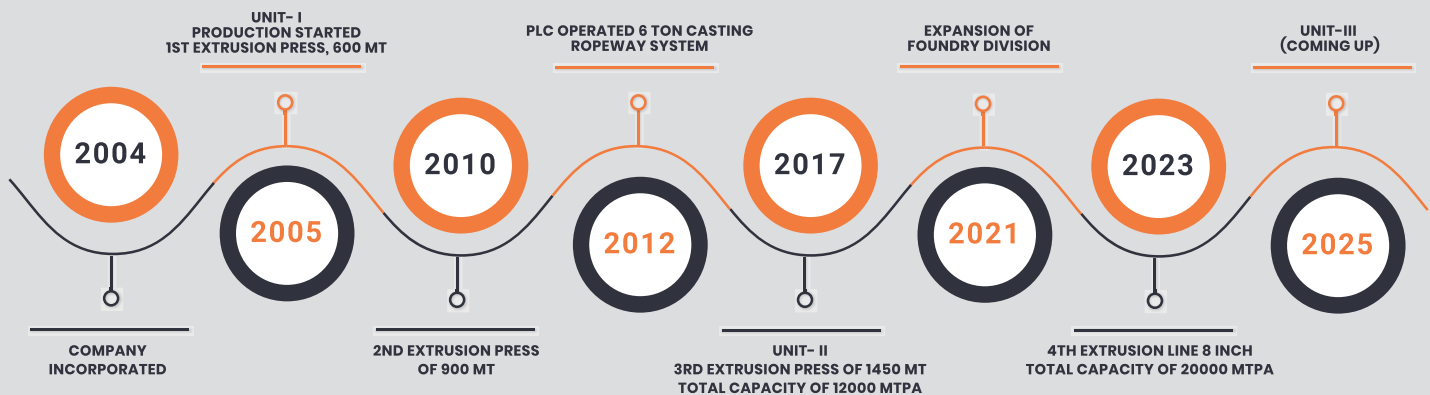 2004
COMPANY
INCORPORATED
UNIT- I
PRODUCTION STARTED
1ST EXTRUSION PRESS, 600 MT
2005
2010
2ND EXTRUSION PRESS
OF 900 MT
PLC OPERATED 6 TON CASTING
ROPEWAY SYSTEM
2012
2017
UNIT- II
3RD EXTRUSION PRESS OF 1450 MT
TOTAL CAPACITY OF 12000 MTPA
EXPANSION OF
FOUNDRY DIVISION
2021
2023
4TH EXTRUSION LINE 8 INCH
TOTAL CAPACITY OF 20000 MTPA
UNIT-III
(COMING UP)
2025